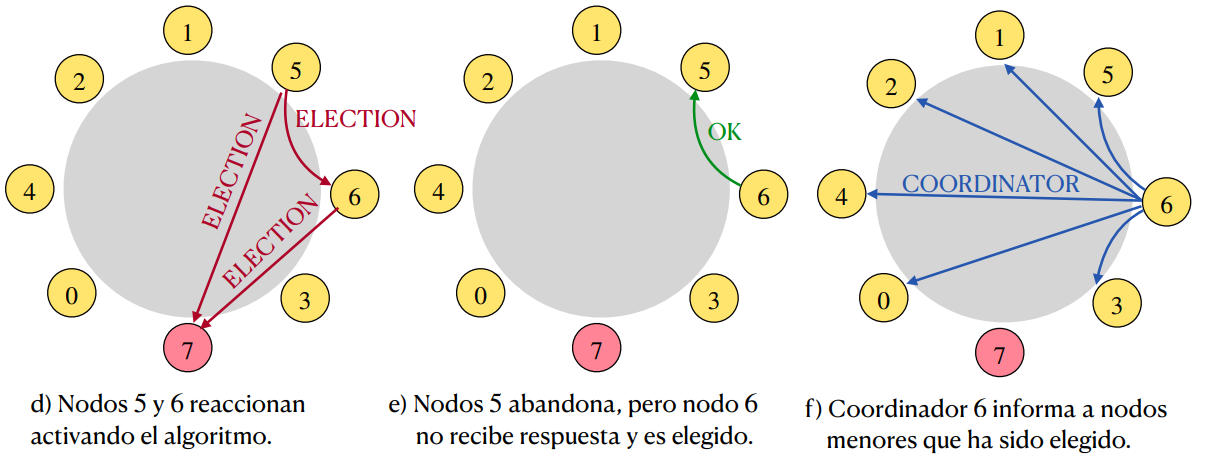 1
5
2
ELECTION
ELECTION
4
6
ELECTION
0
3
7
d) Nodos 5 y 6 reaccionan
activando el algoritmo.
1
5
2
OK
4
6
0
3
7
e) Nodos 5 abandona, pero nodo 6
no recibe respuesta y es elegido.
1
5
2
COORDINATOR
4
6
0
3
7
f) Coordinador 6 informa a nodos
menores que ha sido elegido.